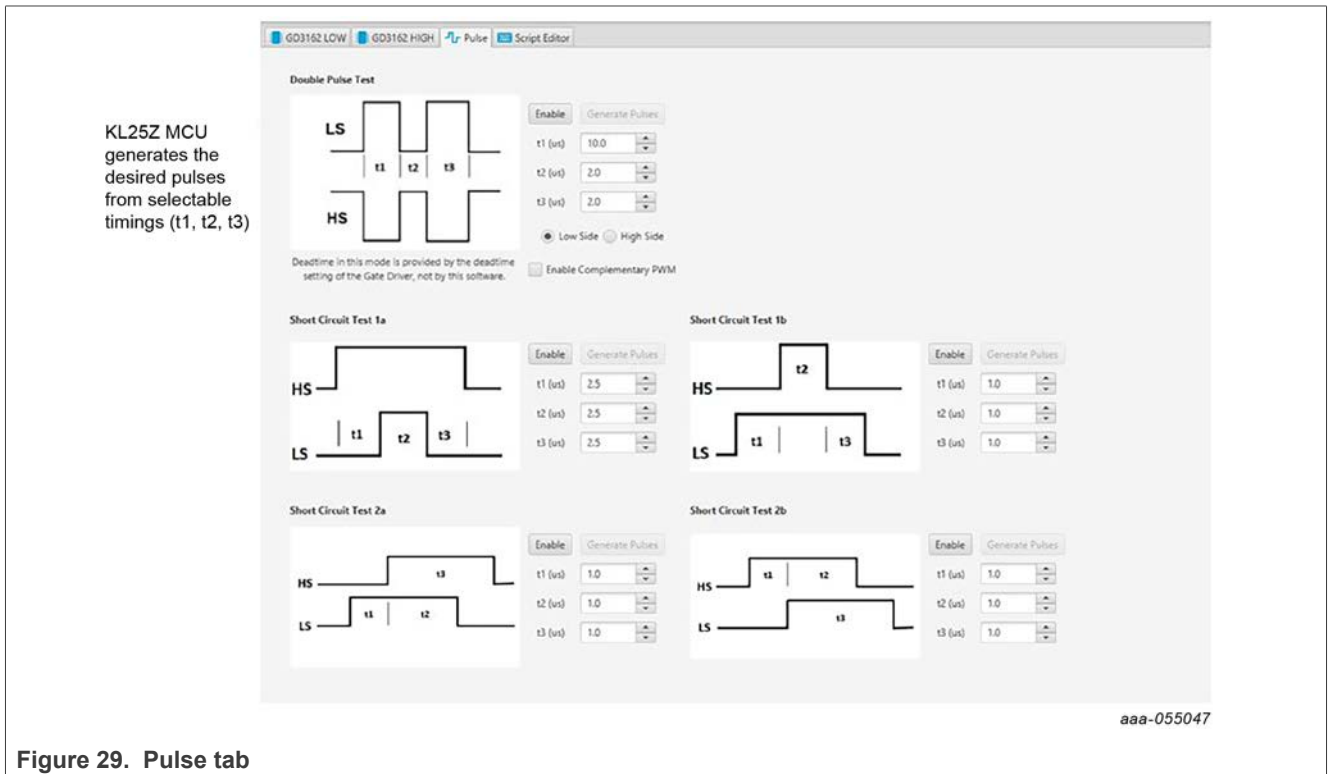 GD3162 LOW GD3162 HIGH Pulse Script Editor
Double Pulse Test
KL25Z MCU
generates the
desired pulses
from selectable
timings (t1, t2, t3)
LS
t1 t2 t3
HS
Enable Generate Pulses
t1 (us) 10.0
t2 (us) 2.0
t3 (us) 2.0
Low Side High Side
Deadtime in this mode is provided by the deadtime
setting of the Gate Driver, not by this software.
Enable Complementary PWM
Short Circuit Test 1a
HS
t1 t2 t3
LS
Enable Generate Pulses
t1 (us) 2.5
t2 (us) 2.5
t3 (us) 2.5
Short Circuit Test 1b
t2
HS
t1 t3
LS
Enable Generate Pulses
t1 (us) 1.0
t2 (us) 1.0
t3 (us) 1.0
Short Circuit Test 2a
t3
HS
t1 t2
LS
Enable Generate Pulses
t1 (us) 1.0
t2 (us) 1.0
t3 (us) 1.0
Short Circuit Test 2b
t1 t2
HS
t3
LS
Enable Generate Pulses
t1 (us) 1.0
t2 (us) 1.0
t3 (us) 1.0
aaa-055047
Figure 29. Pulse tab